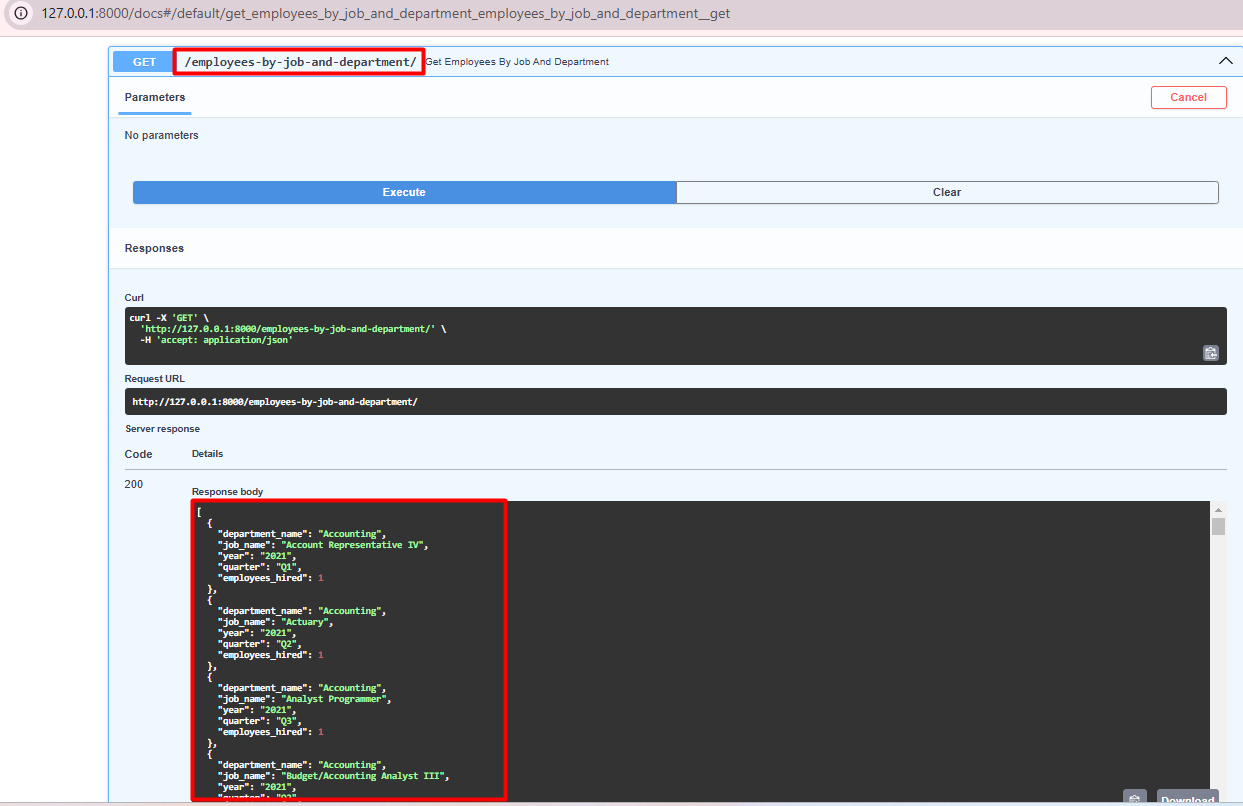 127.0.0.1:8000/docs#/default/get_employees_by_job_and_department_employees_by_job_and_department__get
GET /employees-by-job-and-department/ Get Employees By Job And Department
Parameters
Cancel
No parameters
Execute
Clear
Responses
Curl
curl -X 'GET' \
'http://127.0.0.1:8000/employees-by-job-and-department/' \
-H 'accept: application/json'
Request URL
http://127.0.0.1:8000/employees-by-job-and-department/
Server response
Code Details
200
Response body
[
{
"department_name": "Accounting",
"job_name": "Account Representative IV",
"year": "2021",
"quarter": "Q1",
"employees_hired": 1
},
{
"department_name": "Accounting",
"job_name": "Actuary",
"year": "2021",
"quarter": "Q2",
"employees_hired": 1
},
{
"department_name": "Accounting",
"job_name": "Analyst Programmer",
"year": "2021",
"quarter": "Q3",
"employees_hired": 1
},
{
"department_name": "Accounting",
"job_name": "Budget/Accounting Analyst III",
"year": "2021",
"quarter":
Download